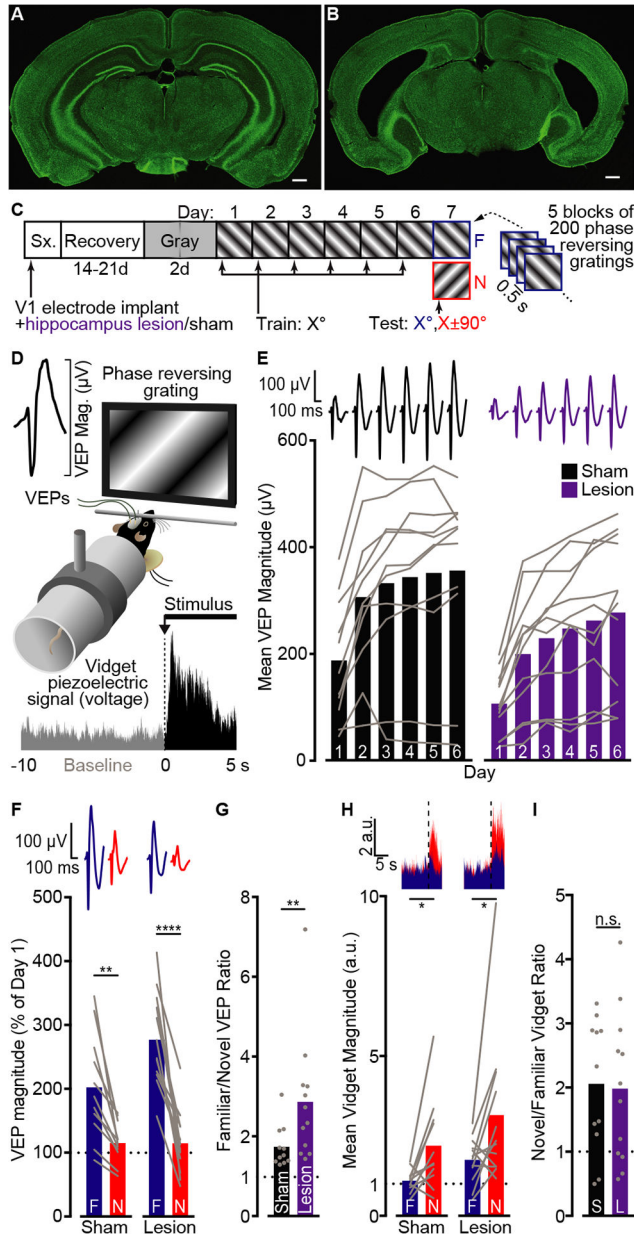 A
B
C
Day: 1 2 3 4 5 6 7
Sx. Recovery Gray
F
N
14-21d 2d
V1 electrode implant
+hippocampus lesion/sham
Train: X°
Test: X°,X±90°
5 blocks of
200 phase
reversing
gratings
0.5 s
D
VEP Mag. (µV)
Phase reversing
grating
VEPs
Stimulus
Vidget
piezoelectric
signal (voltage)
-10 Baseline 0 5 s
E
100 µV
100 ms
Sham
Lesion
Mean VEP Magnitude (µV)
600
400
200
0
1 2 3 4 5 6 1 2 3 4 5 6
Day
F
100 µV
100 ms
VEP magnitude (% of Day 1)
500
400
300
200
100
0
**
****
F N F N
Sham Lesion
G
Familiar/Novel VEP Ratio
8
7
4
3
2
1
0
**
Sham
Lesion
H
2 a.u.
5 s
Mean Vidget Magnitude (a.u.)
10
5
1
0
*
*
F N F N
Sham Lesion
I
Novel/Familiar Vidget Ratio
5
4
3
2
1
0
n.s.
S L